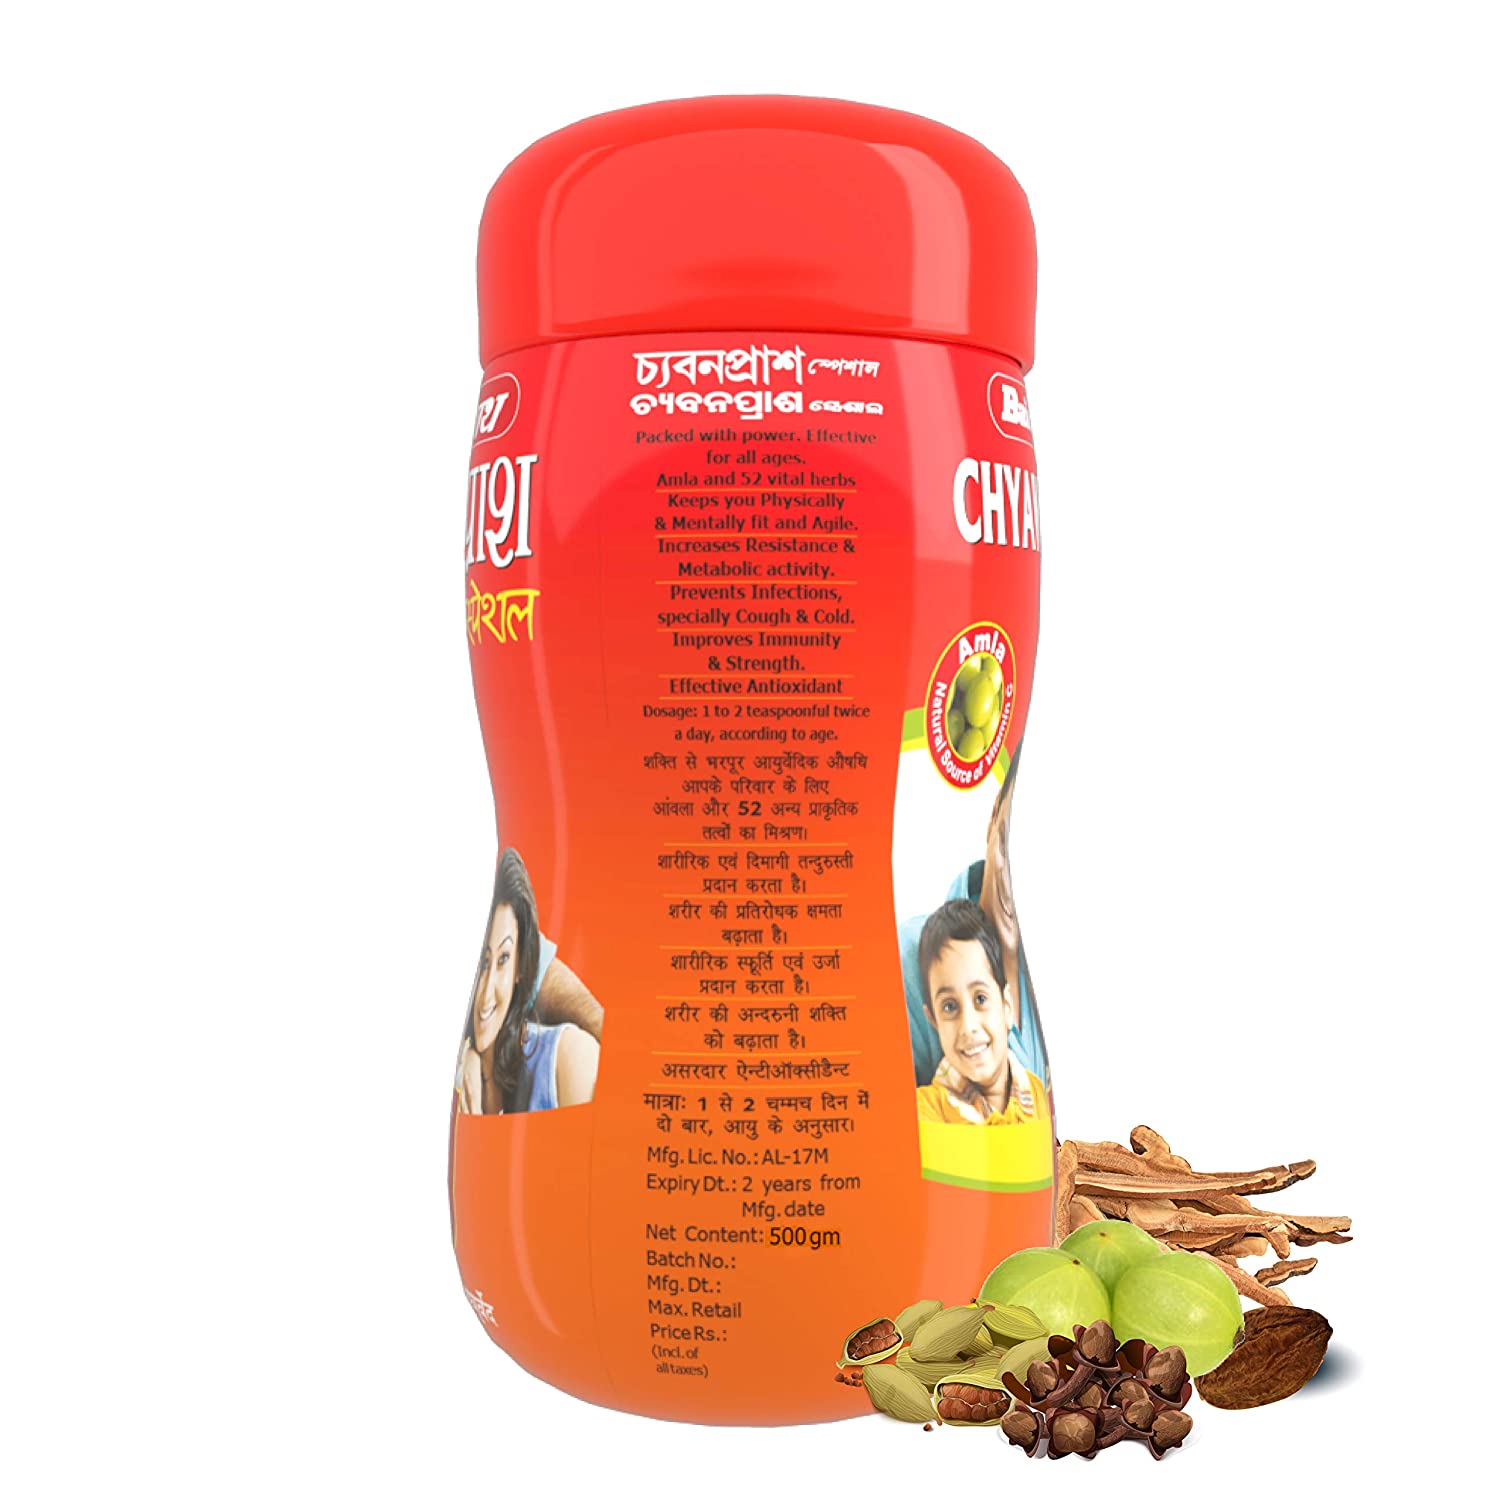 চ্যবনপ্রাশ স্পেশাল
ଚ୍ୟବନପ୍ରାଶ ସ୍ପେଶାଲ
Packed with power. Effective
for all ages.
Amla and 52 vital herbs
Keeps you Physically
& Mentally fit and Agile.
Increases Resistance &
Metabolic activity.
Prevents Infections,
specially Cough & Cold.
Improves Immunity
& Strength.
Effective Antioxidant
Dosage: 1 to 2 teaspoonful twice
a day, according to age.
शक्ति से भरपूर आयुर्वेदिक औषधि
आपके परिवार के लिए
आंवला और 52 अन्य प्राकृतिक
तत्वों का मिश्रण।
शारीरिक एवं दिमागी तन्दुरुस्ती
प्रदान करता है।
शरीर की प्रतिरोधक क्षमता
बढ़ाता है।
शारीरिक स्फूर्ति एवं उर्जा
प्रदान करता है।
शरीर की अन्दरुनी शक्ति
को बढ़ाता है।
असरदार ऐन्टीऑक्सीडैन्ट
मात्राः 1 से 2 चम्मच दिन में
दो बार, आयु के अनुसार।
Mfg. Lic. No.: AL-17M
Expiry Dt.: 2 years from
Mfg. date
Net Content: 500gm
Batch No.:
Mfg. Dt.:
Max. Retail
Price Rs.:
(Incl. of
all taxes)
स्पेशल
Amla
Natural Source of Vitamin C